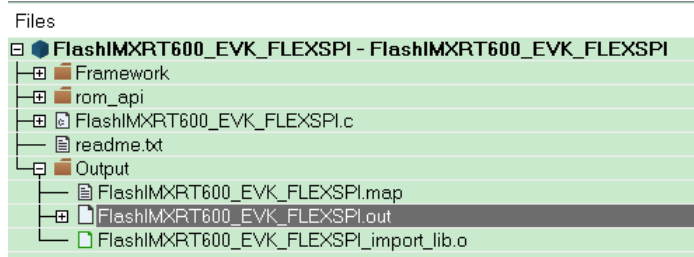 Files
FlashIMXRT600_EVK_FLEXSPI - FlashIMXRT600_EVK_FLEXSPI
Framework
rom_api
FlashIMXRT600_EVK_FLEXSPI.c
readme.txt
Output
FlashIMXRT600_EVK_FLEXSPI.map
FlashIMXRT600_EVK_FLEXSPI.out
FlashIMXRT600_EVK_FLEXSPI_import_lib.o